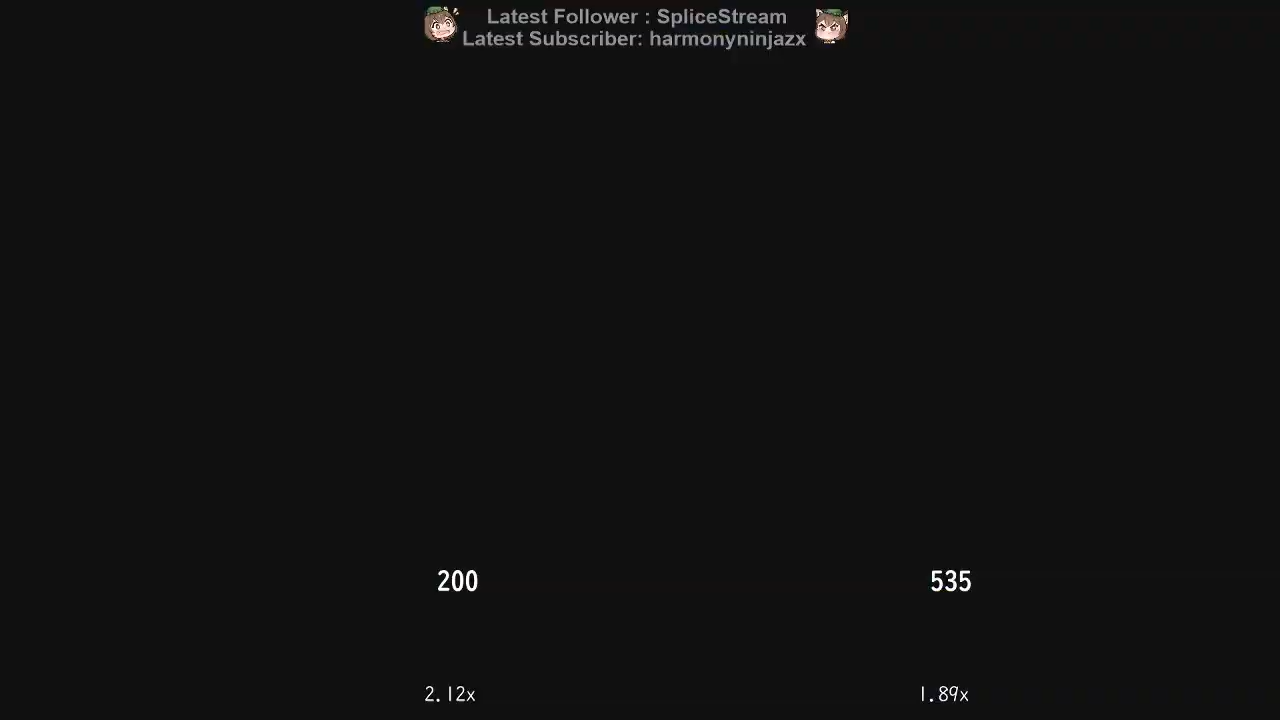 Latest Follower : SpliceStream
Latest Subscriber: harmonyninjazx
200 535
2.12x 1.89x